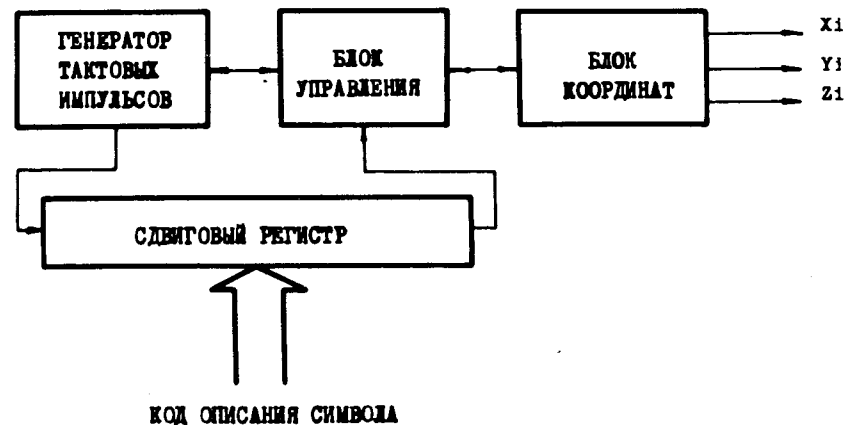 ГЕНЕРАТОР
ТАКТОВЫХ
ИМПУЛЬСОВ
БЛОК
УПРАВЛЕНИЯ
БЛОК
КООРДИНАТ
Xi
Yi
Zi
СДВИГОВЫЙ РЕГИСТР
КОД ОПИСАНИЯ СИМВОЛА